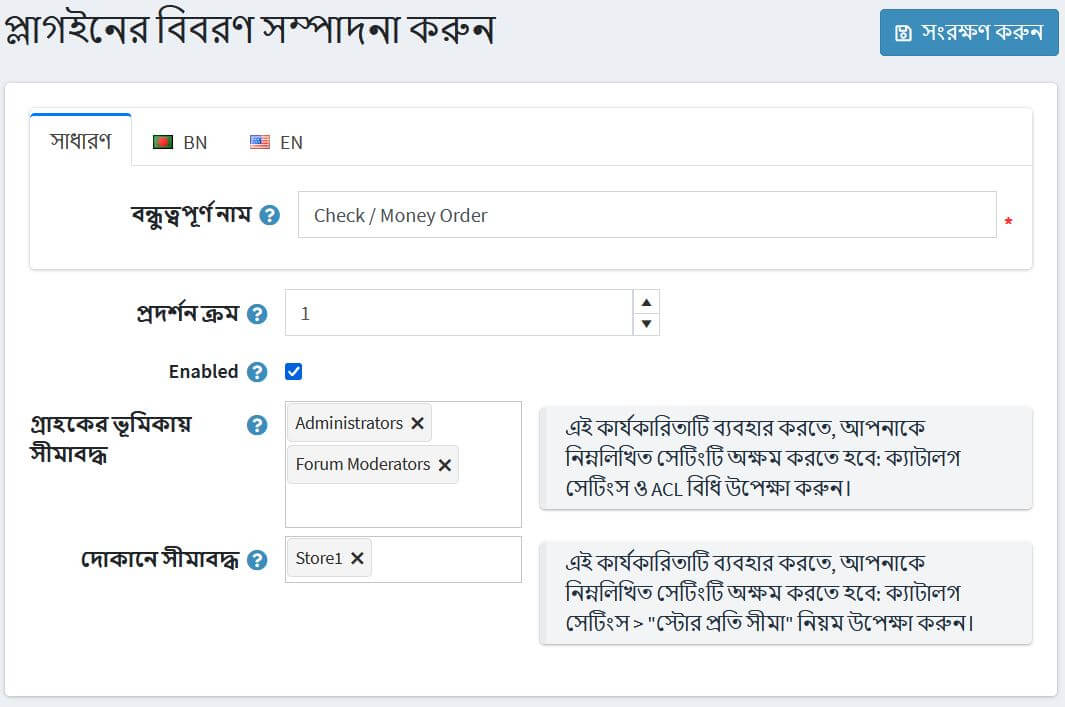 প্লাগইনের বিবরণ সম্পাদনা করুন
সংরক্ষণ করুন
সাধারণ BN EN
বন্ধুত্বপূর্ণ নাম ? Check / Money Order *
প্রদর্শন ক্রম ? 1
Enabled ?
গ্রাহকের ভূমিকায় ?
সীমাবদ্ধ
Administrators ×
Forum Moderators ×
এই কার্যকারিতাটি ব্যবহার করতে, আপনাকে
নিম্নলিখিত সেটিংটি অক্ষম করতে হবে: ক্যাটালগ
সেটিংস ও ACL বিধি উপেক্ষা করুন।
দোকানে সীমাবদ্ধ ? Store1 ×
এই কার্যকারিতাটি ব্যবহার করতে, আপনাকে
নিম্নলিখিত সেটিংটি অক্ষম করতে হবে: ক্যাটালগ
সেটিংস > "স্টোর প্রতি সীমা" নিয়ম উপেক্ষা করুন।